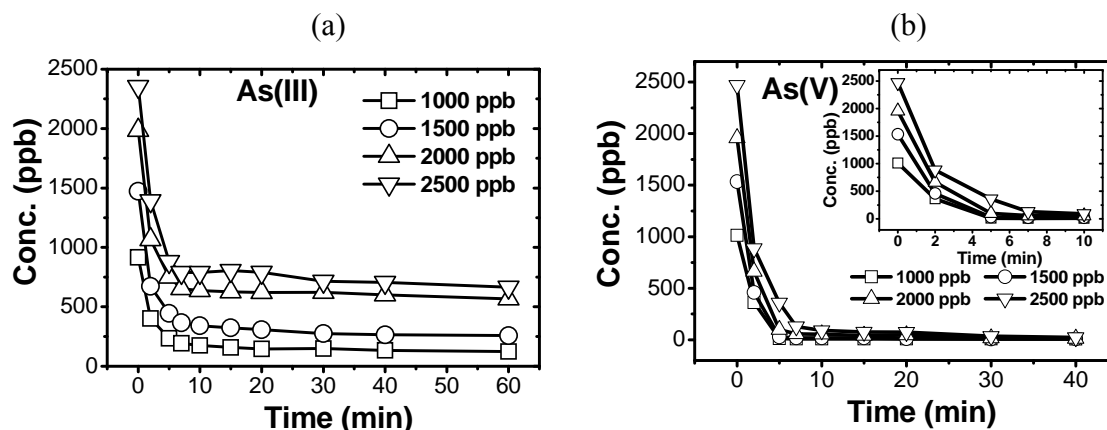 (a)
(b)
As(III)
1000 ppb
1500 ppb
2000 ppb
2500 ppb
Conc. (ppb)
2500
2000
1500
1000
500
0
0 10 20 30 40 50 60
Time (min)
As(V)
Conc. (ppb)
2500
2000
1500
1000
500
0
0 10 20 30 40
Time (min)
Conc. (ppb)
2500
2000
1500
1000
500
0
0 2 4 6 8 10
Time (min)
1000 ppb 1500 ppb
2000 ppb 2500 ppb